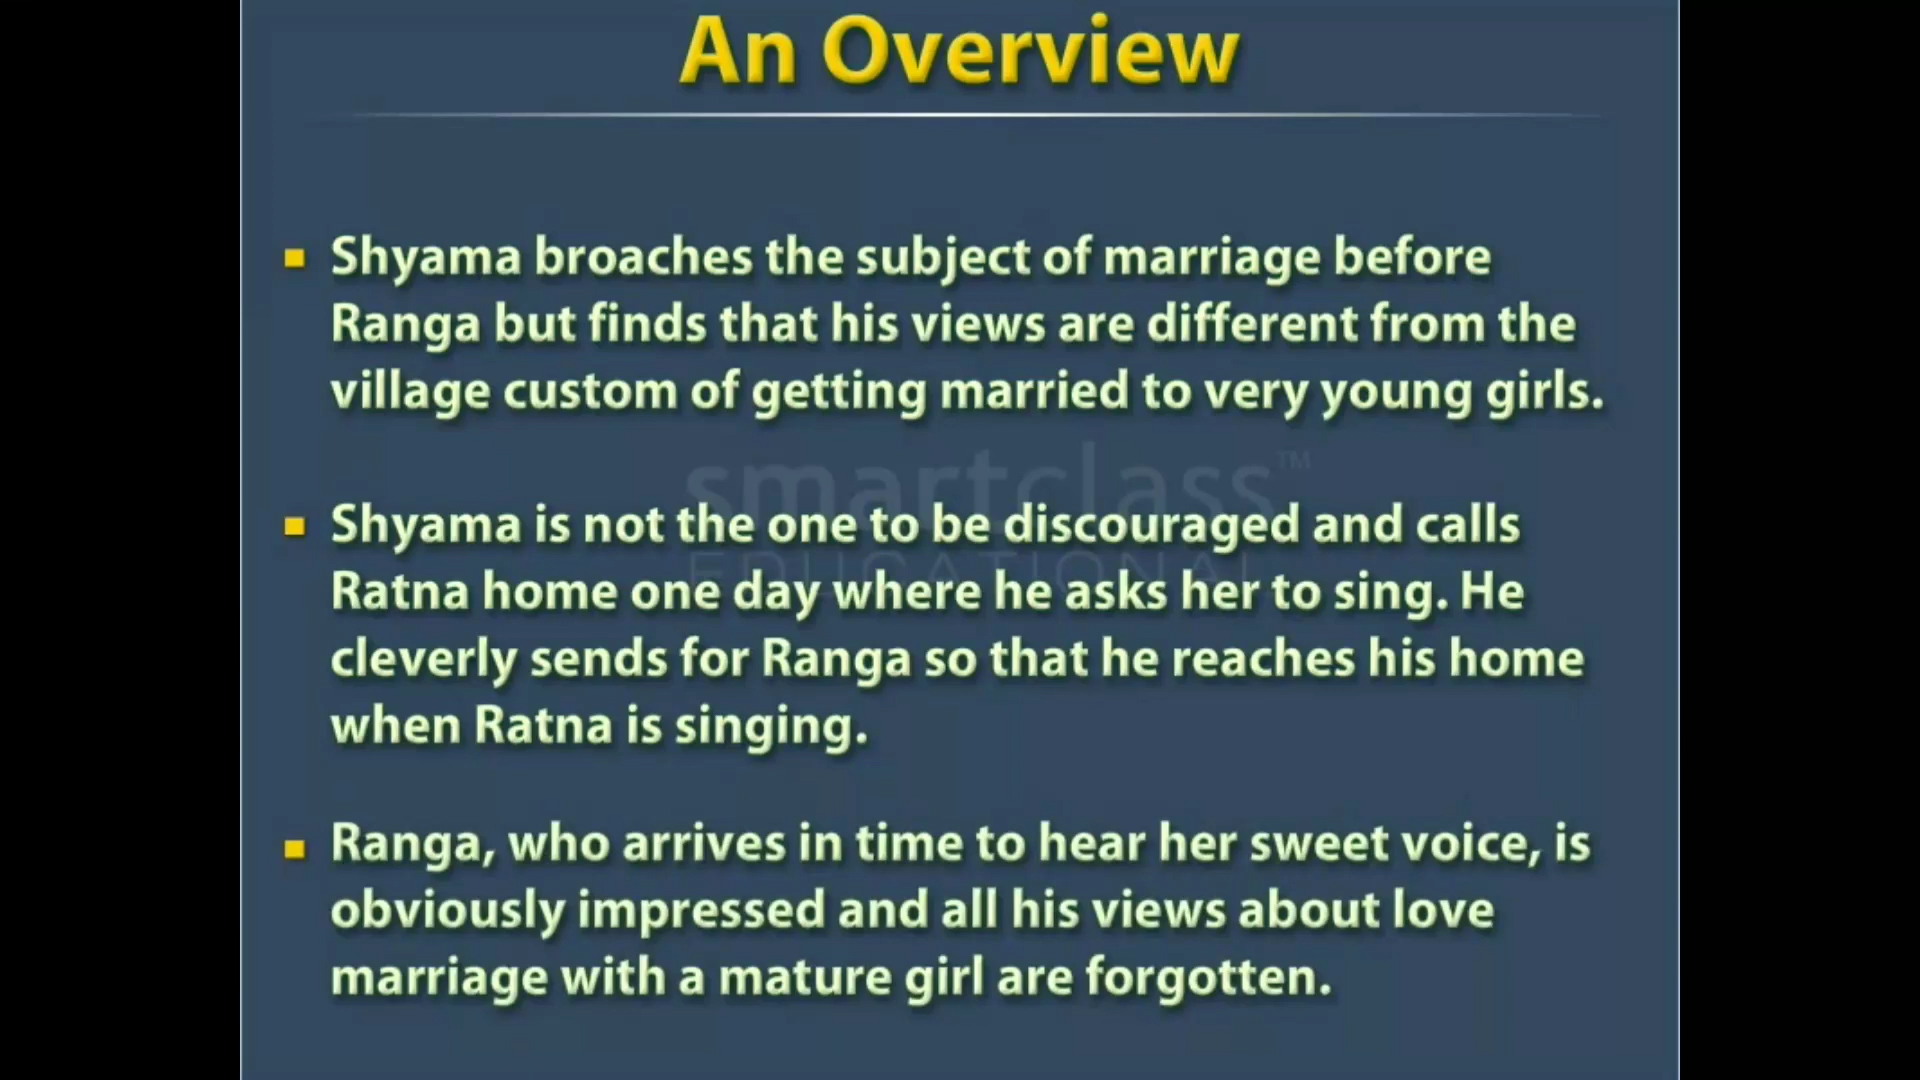 An Overview
Shyama broaches the subject of marriage before
Ranga but finds that his views are different from the
village custom of getting married to very young girls.
smartclass™
EDUCATIONAL
Shyama is not the one to be discouraged and calls
Ratna home one day where he asks her to sing. He
cleverly sends for Ranga so that he reaches his home
when Ratna is singing.
Ranga, who arrives in time to hear her sweet voice, is
obviously impressed and all his views about love
marriage with a mature girl are forgotten.